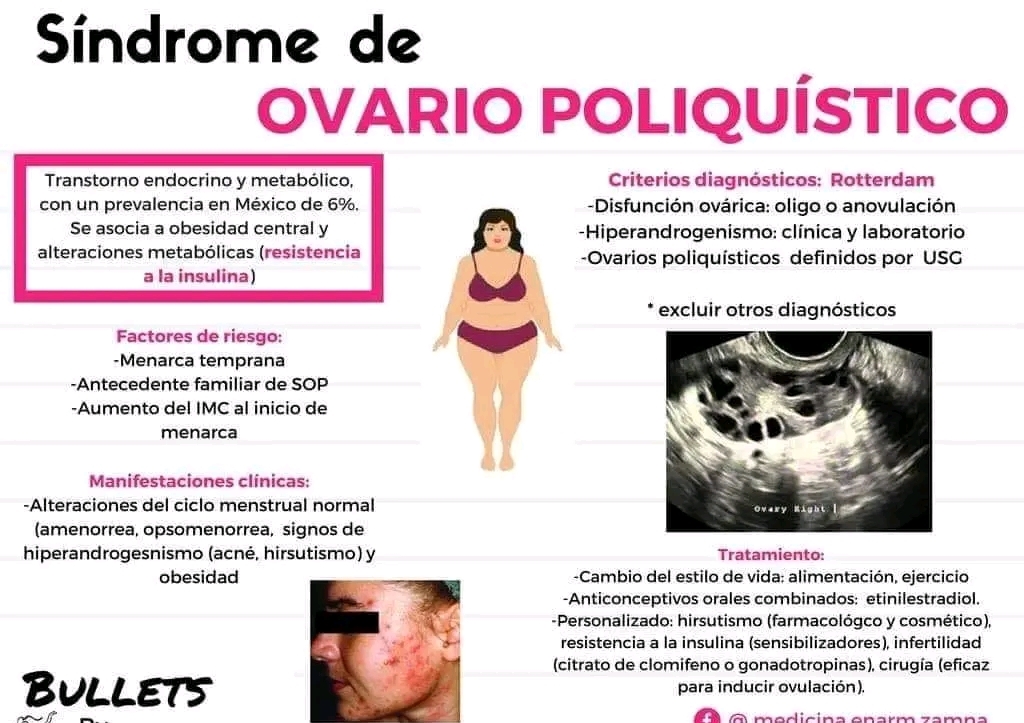 Síndrome de
OVARIO POLIQUÍSTICO
Transtorno endocrino y metabólico,
con un prevalencia en México de 6%.
Se asocia a obesidad central y
alteraciones metabólicas (resistencia
a la insulina)
Factores de riesgo:
-Menarca temprana
-Antecedente familiar de SOP
-Aumento del IMC al inicio de
menarca
Manifestaciones clínicas:
-Alteraciones del ciclo menstrual normal
(amenorrea, opsomenorrea, signos de
hiperandrogesnismo (acné, hirsutismo) y
obesidad
BULLETS
By
Criterios diagnósticos: Rotterdam
-Disfunción ovárica: oligo o anovulación
-Hiperandrogenismo: clínica y laboratorio
-Ovarios poliquísticos definidos por USG
* excluir otros diagnósticos
Ovary Right
Tratamiento:
-Cambio del estilo de vida: alimentación, ejercicio
-Anticonceptivos orales combinados: etinilestradiol.
-Personalizado: hirsutismo (farmacológco y cosmético),
resistencia a la insulina (sensibilizadores), infertilidad
(citrato de clomifeno o gonadotropinas), cirugía (eficaz
para inducir ovulación).
@ medicina.enarm.zamna